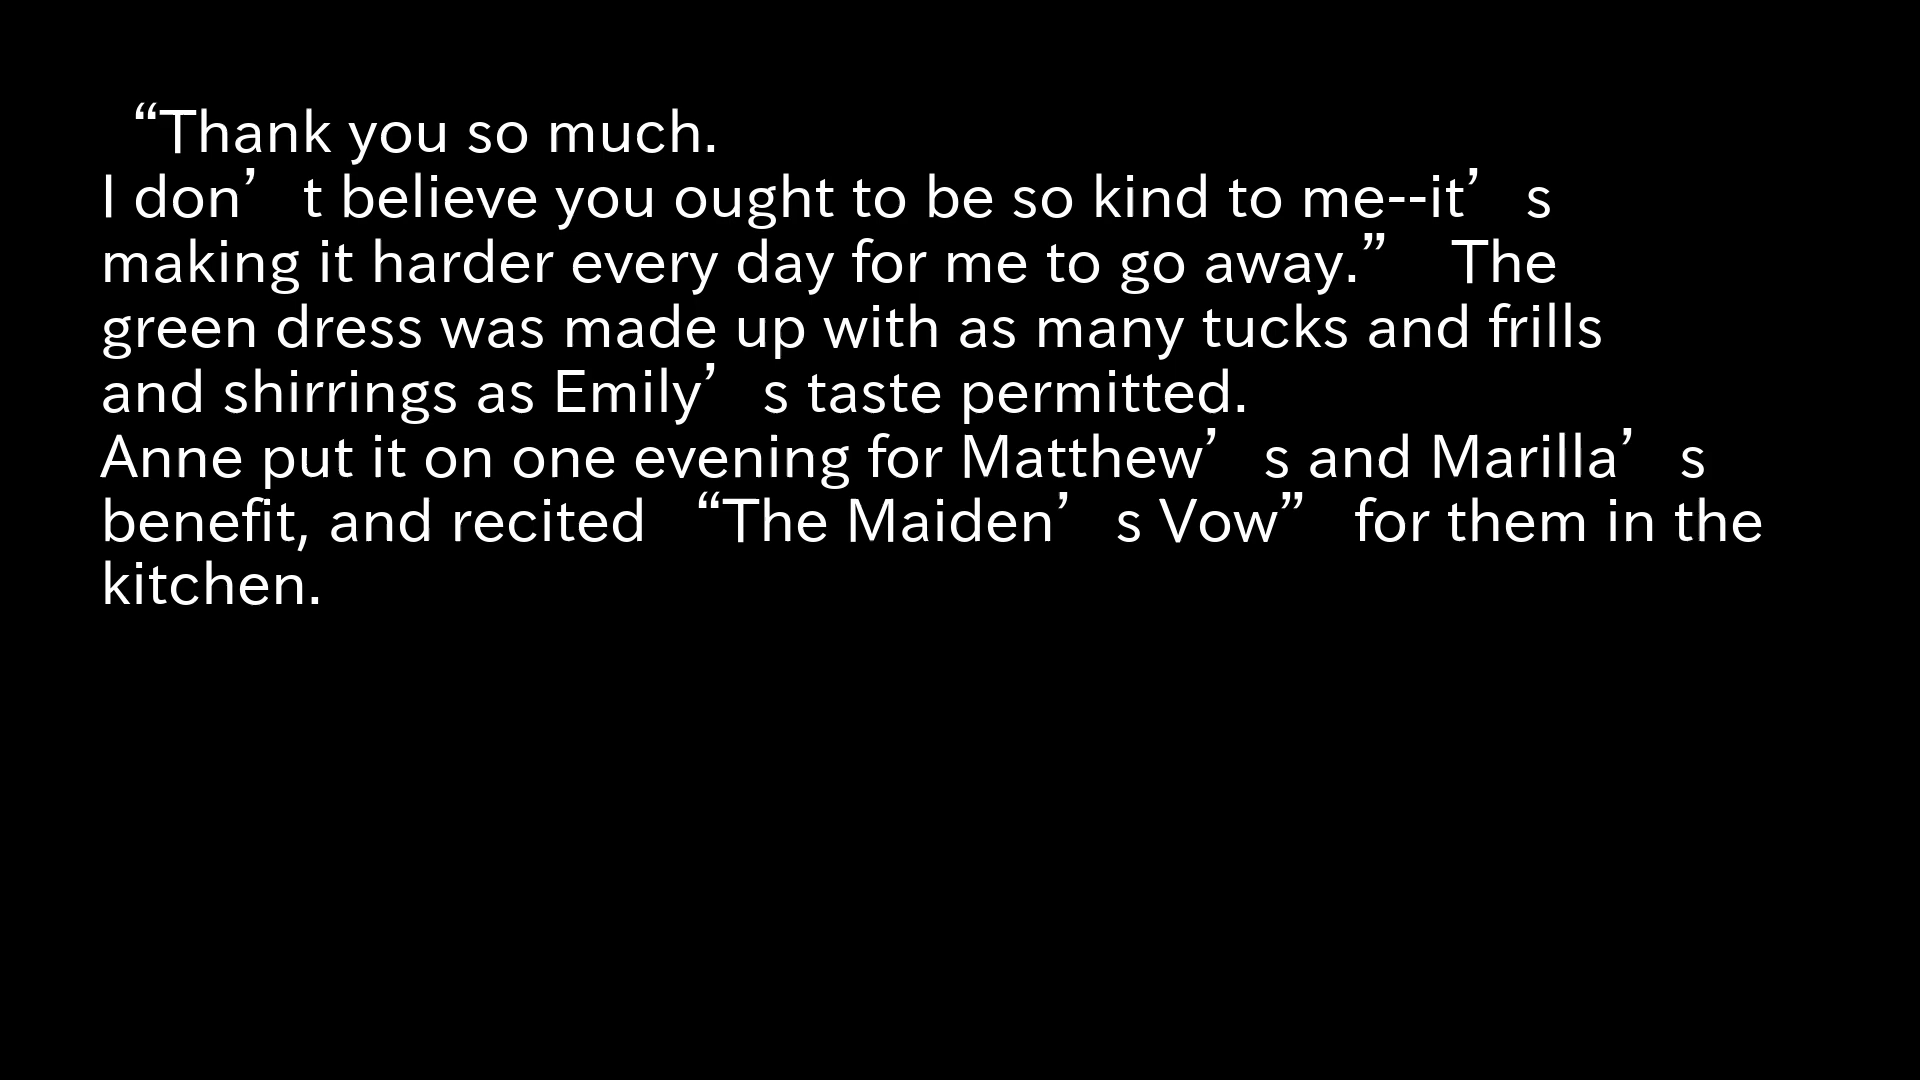 “Thank you so much.
I don’t believe you ought to be so kind to me--it’s
making it harder every day for me to go away.” The
green dress was made up with as many tucks and frills
and shirrings as Emily’s taste permitted.
Anne put it on one evening for Matthew’s and Marilla’s
benefit, and recited “The Maiden’s Vow” for them in the
kitchen.